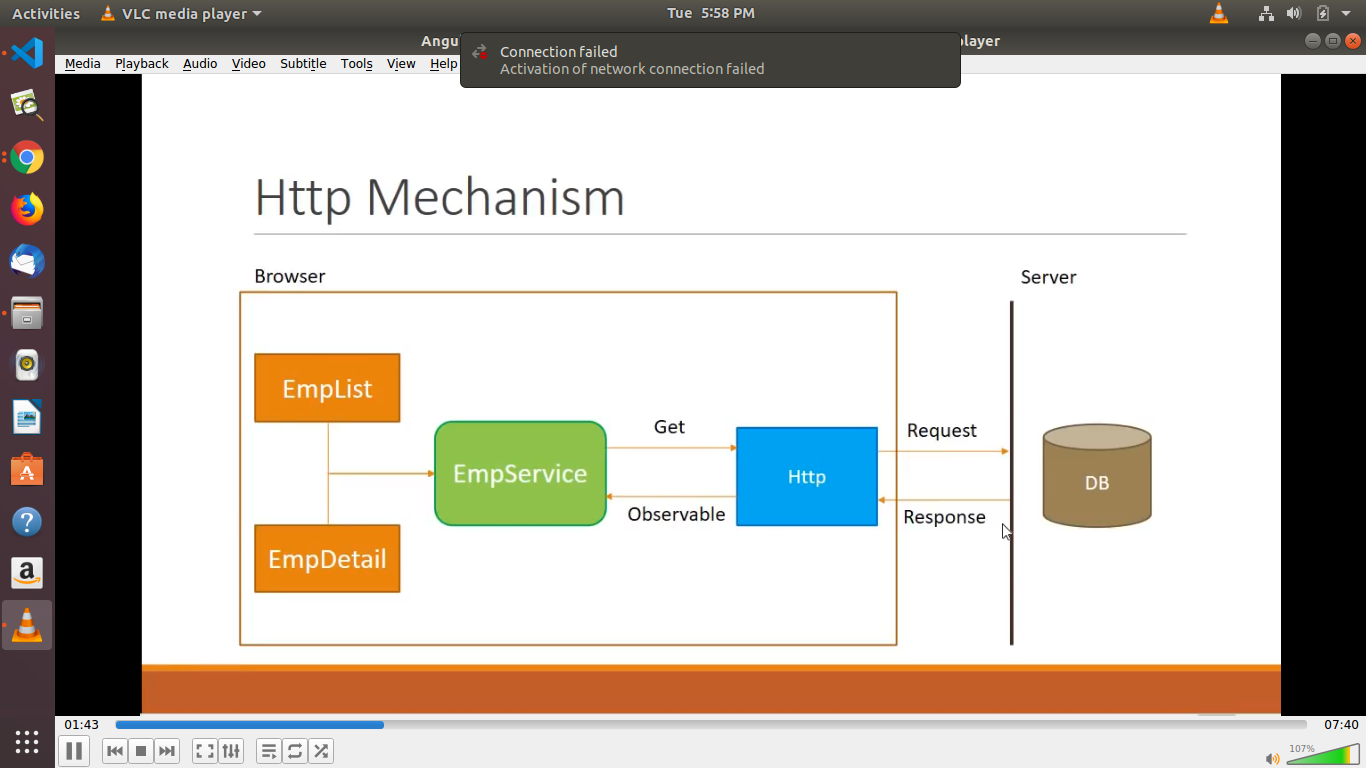 Activities VLC media player Tue 5:58 PM
Angu player
Connection failed
Activation of network connection failed
Media Playback Audio Video Subtitle Tools View Help
Http Mechanism
Browser Server
EmpList
Get Request
EmpService Http DB
Observable Response
EmpDetail
01:43 07:40
107%